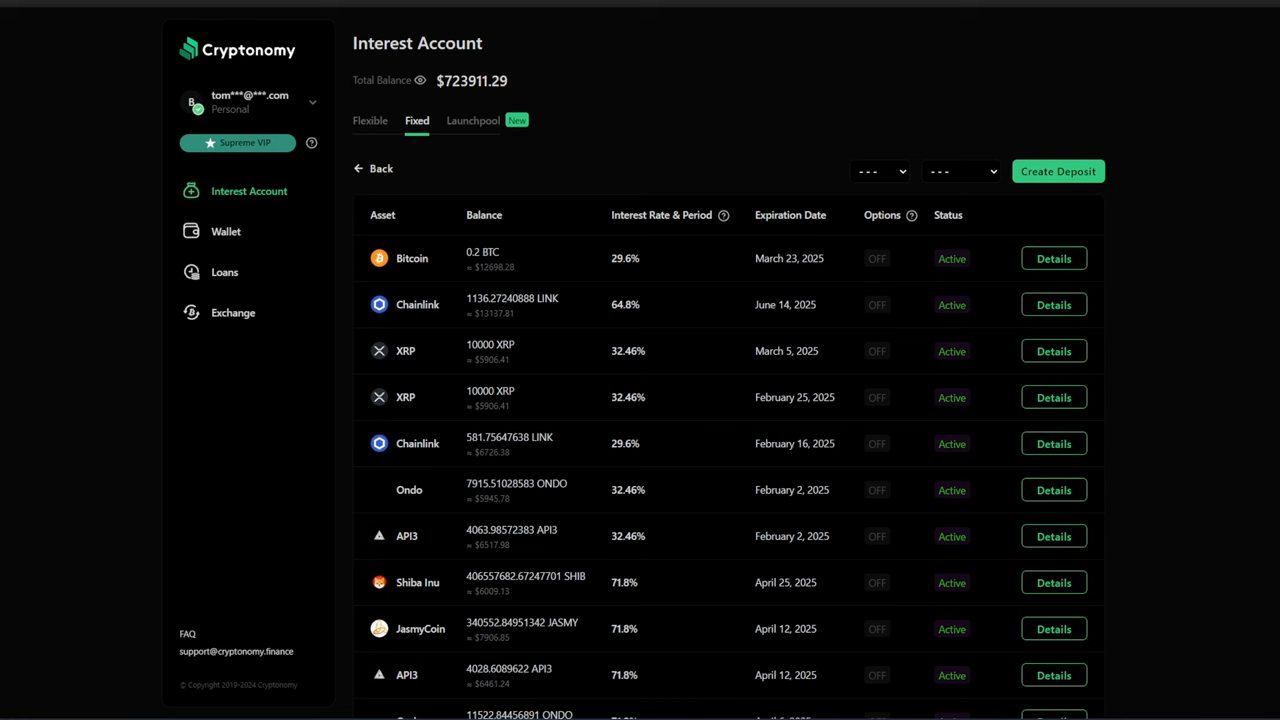 Cryptonomy
B
tom***@***.com
Personal
Supreme VIP
Interest Account
Wallet
Loans
Exchange
FAQ
support@cryptonomy.finance
© Copyright 2019-2024 Cryptonomy
Interest Account
Total Balance $723911.29
Flexible Fixed Launchpool New
Back
--- --- Create Deposit
Asset Balance Interest Rate & Period Expiration Date Options Status
Bitcoin 0.2 BTC 29.6% March 23, 2025 OFF Active Details
≈ $12698.28
Chainlink 1136.27240888 LINK 64.8% June 14, 2025 OFF Active Details
≈ $13137.81
XRP 10000 XRP 32.46% March 5, 2025 OFF Active Details
≈ $5906.41
XRP 10000 XRP 32.46% February 25, 2025 OFF Active Details
≈ $5906.41
Chainlink 581.75647638 LINK 29.6% February 16, 2025 OFF Active Details
≈ $6726.38
Ondo 7915.51028583 ONDO 32.46% February 2, 2025 OFF Active Details
≈ $5945.78
API3 4063.98572383 API3 32.46% February 2, 2025 OFF Active Details
≈ $6517.98
Shiba Inu 406557682.67247701 SHIB 71.8% April 25, 2025 OFF Active Details
≈ $6009.13
JasmyCoin 340552.84951342 JASMY 71.8% April 12, 2025 OFF Active Details
≈ $7906.85
API3 4028.6089622 API3 71.8% April 12, 2025 OFF Active Details
≈ $6461.24
11522.84456891 ONDO